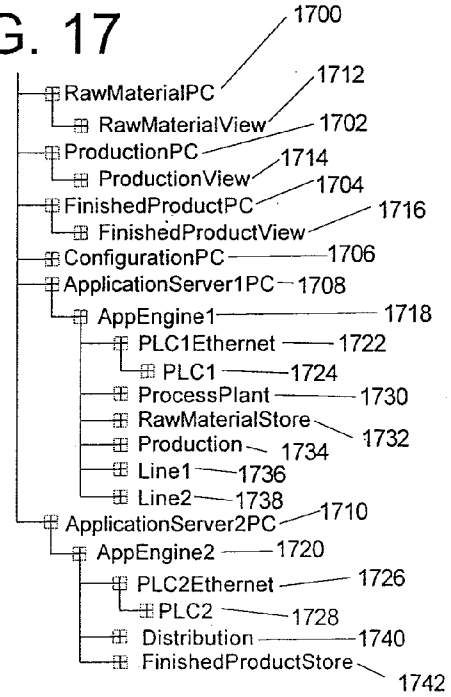 G. 17
1700
RawMaterialPC
1712
RawMaterialView
1702
ProductionPC
1714
ProductionView
1704
FinishedProductPC
1716
FinishedProductView
ConfigurationPC 1706
ApplicationServer1PC 1708
AppEngine1 1718
PLC1Ethernet 1722
PLC1 1724
ProcessPlant 1730
RawMaterialStore 1732
Production 1734
Line1 1736
Line2 1738
ApplicationServer2PC 1710
AppEngine2 1720
PLC2Ethernet 1726
PLC2 1728
Distribution 1740
FinishedProductStore 1742